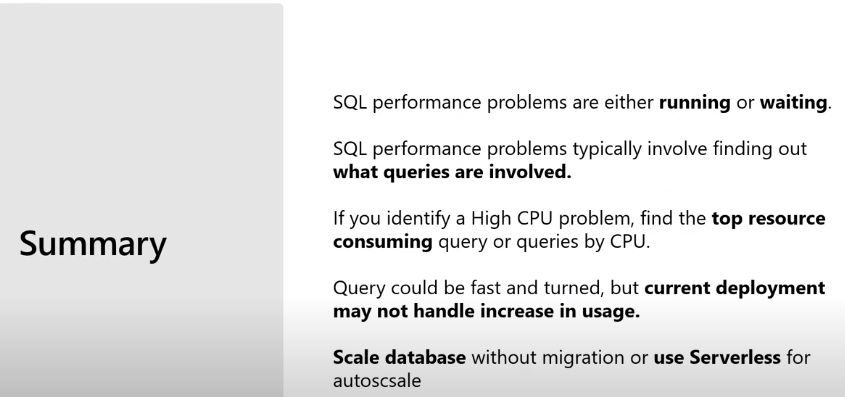 Summary
SQL performance problems are either running or waiting.
SQL performance problems typically involve finding out
what queries are involved.
If you identify a High CPU problem, find the top resource
consuming query or queries by CPU.
Query could be fast and turned, but current deployment
may not handle increase in usage.
Scale database without migration or use Serverless for
autoscsale